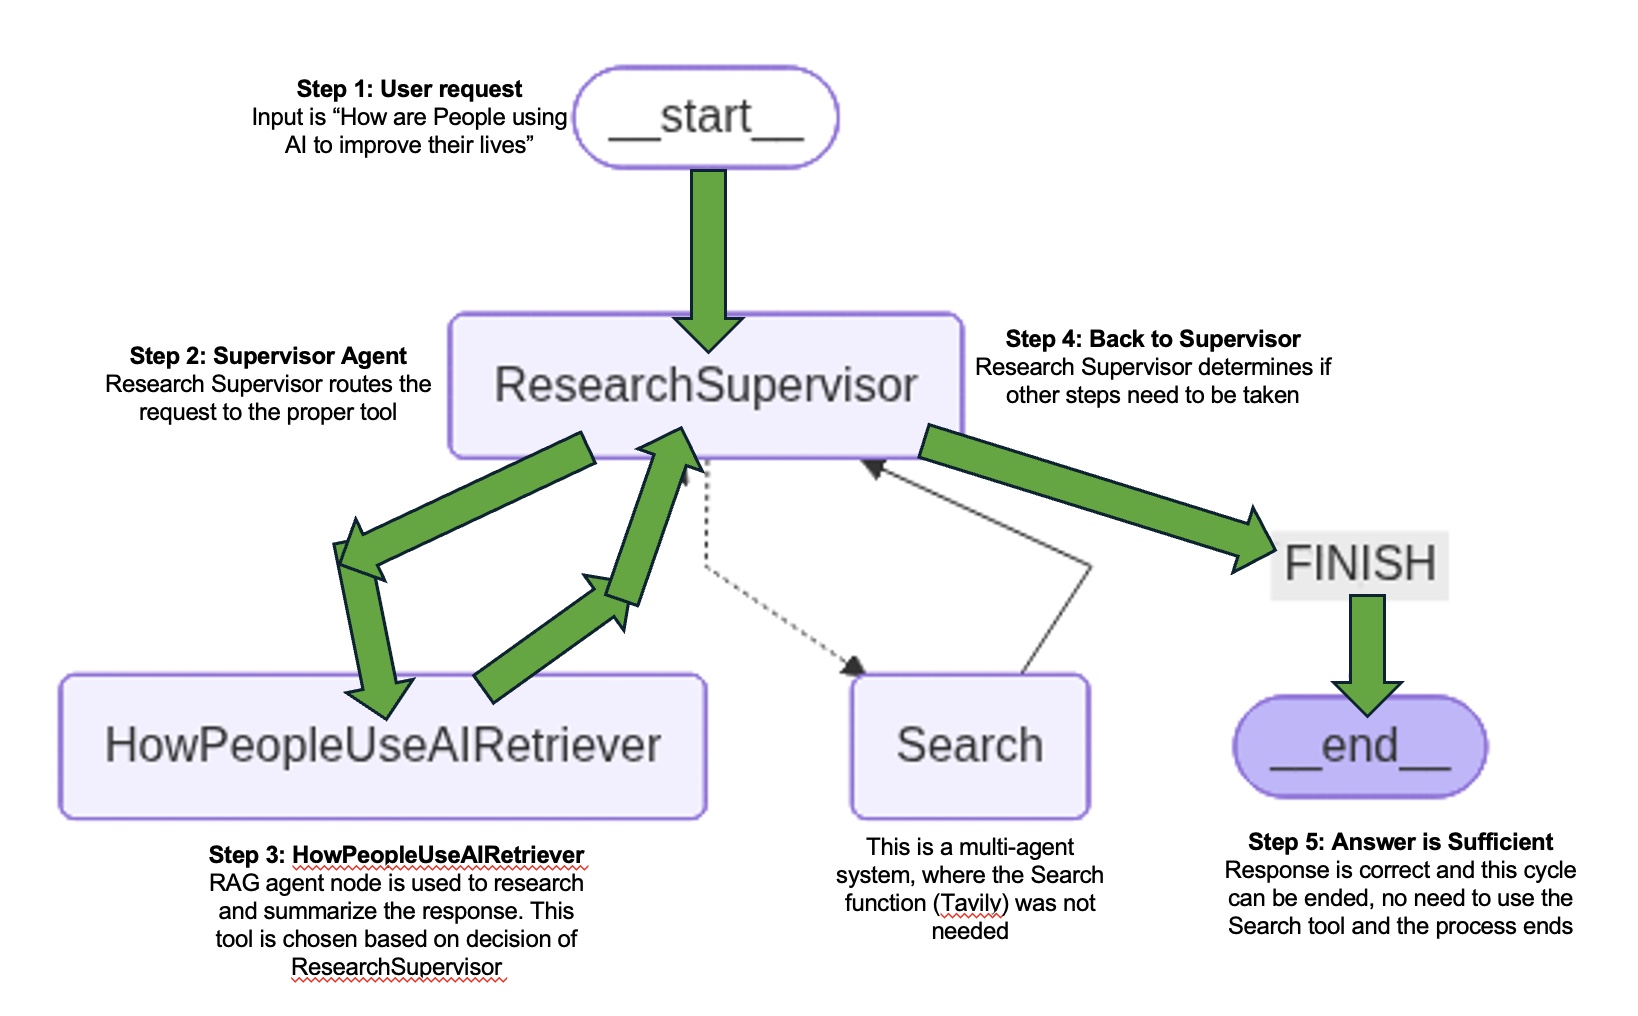 Step 1: User request
Input is “How are People using
AI to improve their lives”
__start__
Step 2: Supervisor Agent
Research Supervisor routes the
request to the proper tool
ResearchSupervisor
Step 4: Back to Supervisor
Research Supervisor determines if
other steps need to be taken
FINISH
HowPeopleUseAIRetriever
Search
__end__
Step 3: HowPeopleUseAIRetriever
RAG agent node is used to research
and summarize the response. This
tool is chosen based on decision of
ResearchSupervisor
This is a multi-agent
system, where the Search
function (Tavily) was not
needed
Step 5: Answer is Sufficient
Response is correct and this cycle
can be ended, no need to use the
Search tool and the process ends